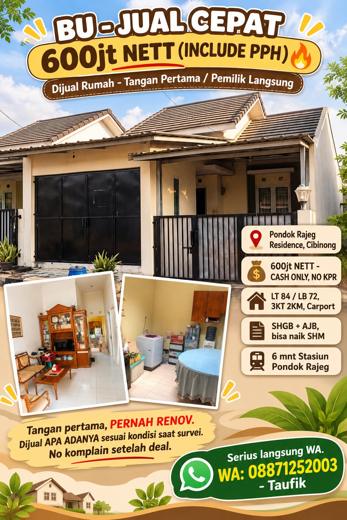 BU - JUAL CEPAT
600jt NETT (INCLUDE PPH)
Dijual Rumah - Tangan Pertama / Pemilik Langsung
Pondok Rajeg
Residence, Cibinong
600jt NETT -
CASH ONLY, NO KPR
LT 84 / LB 72,
3KT 2KM, Carport
SHGB + AJB,
bisa naik SHM
6 mnt Stasiun
Pondok Rajeg
Tangan pertama, PERNAH RENOV.
Dijual APA ADANYA sesuai kondisi saat survei.
No komplain setelah deal.
Serius langsung WA.
WA: 08871252003
- Taufik